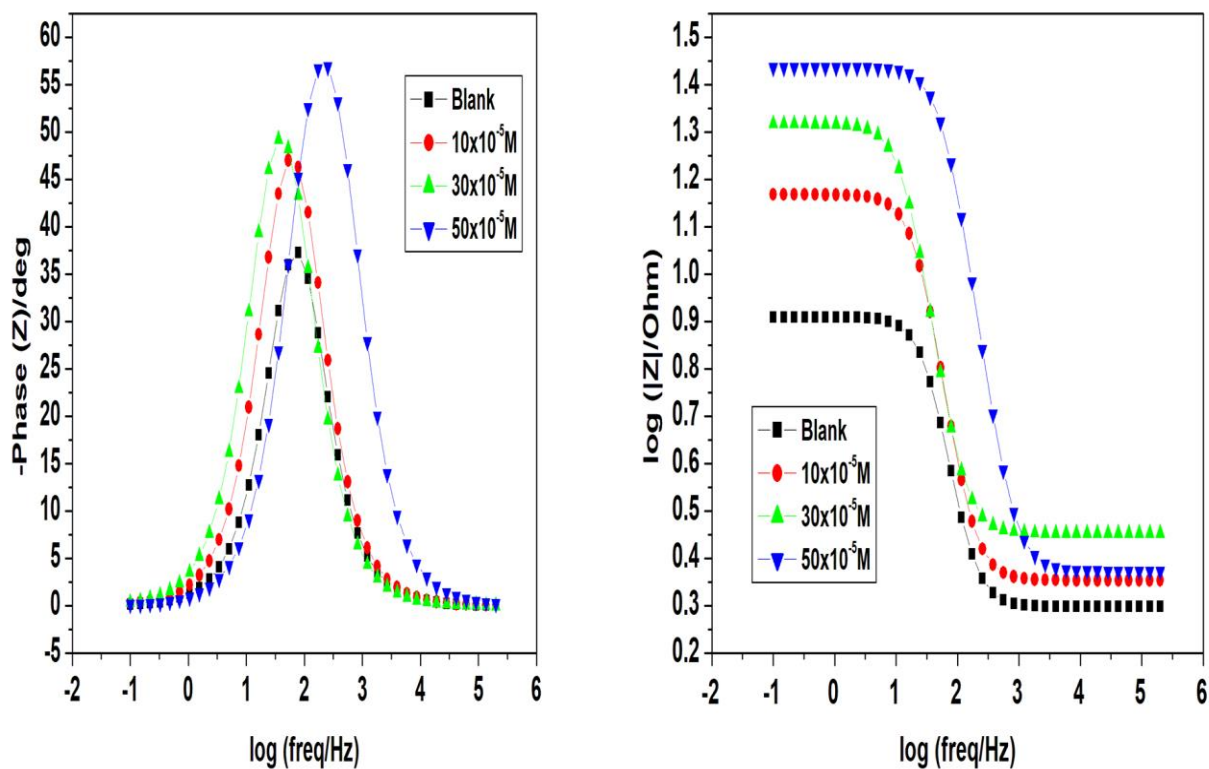 -Phase (Z)/deg
60
55
50
45
40
35
30
25
20
15
10
5
0
-5
-2 -1 0 1 2 3 4 5 6
log (freq/Hz)
Blank
10x10⁻⁵M
30x10⁻⁵M
50x10⁻⁵M
log (|Z|/Ohm)
1.5
1.4
1.3
1.2
1.1
1.0
0.9
0.8
0.7
0.6
0.5
0.4
0.3
0.2
-2 -1 0 1 2 3 4 5 6
log (freq/Hz)
Blank
10x10⁻⁵M
30x10⁻⁵M
50x10⁻⁵M